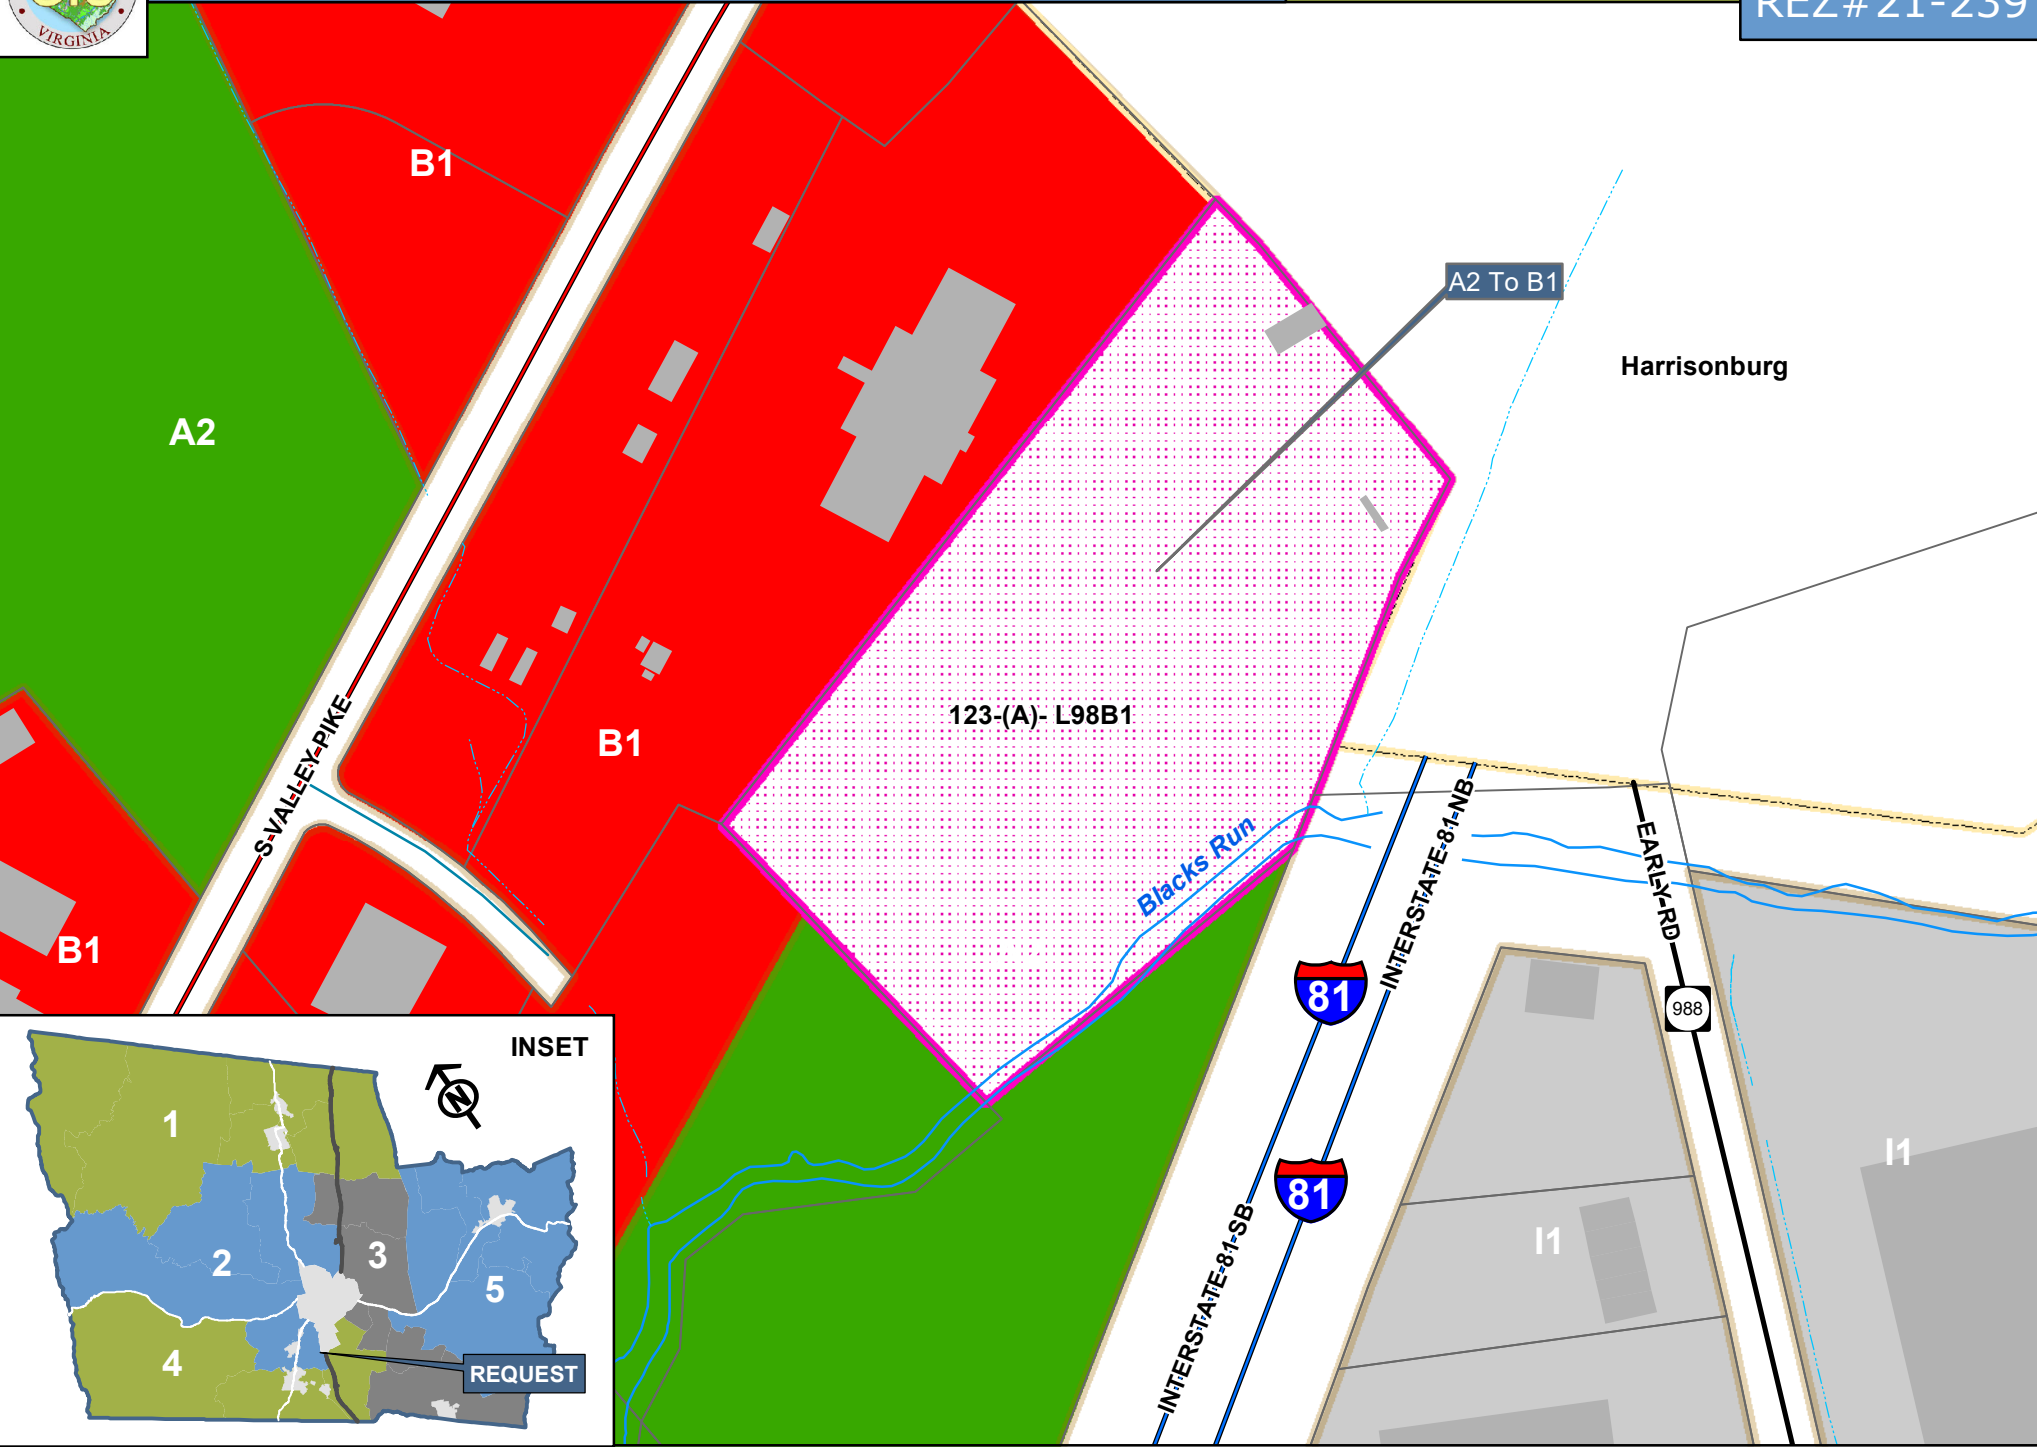 VIRGINIA
REZ#21-239
B1
A2 To B1
Harrisonburg
A2
123-(A)- L98B1
B1
S VALLEY PIKE
Blacks Run
INTERSTATE 81 NB
EARLY RD
B1
81
988
INSET
N
1
2
3
4
5
REQUEST
81
INTERSTATE 81 SB
I1
I1